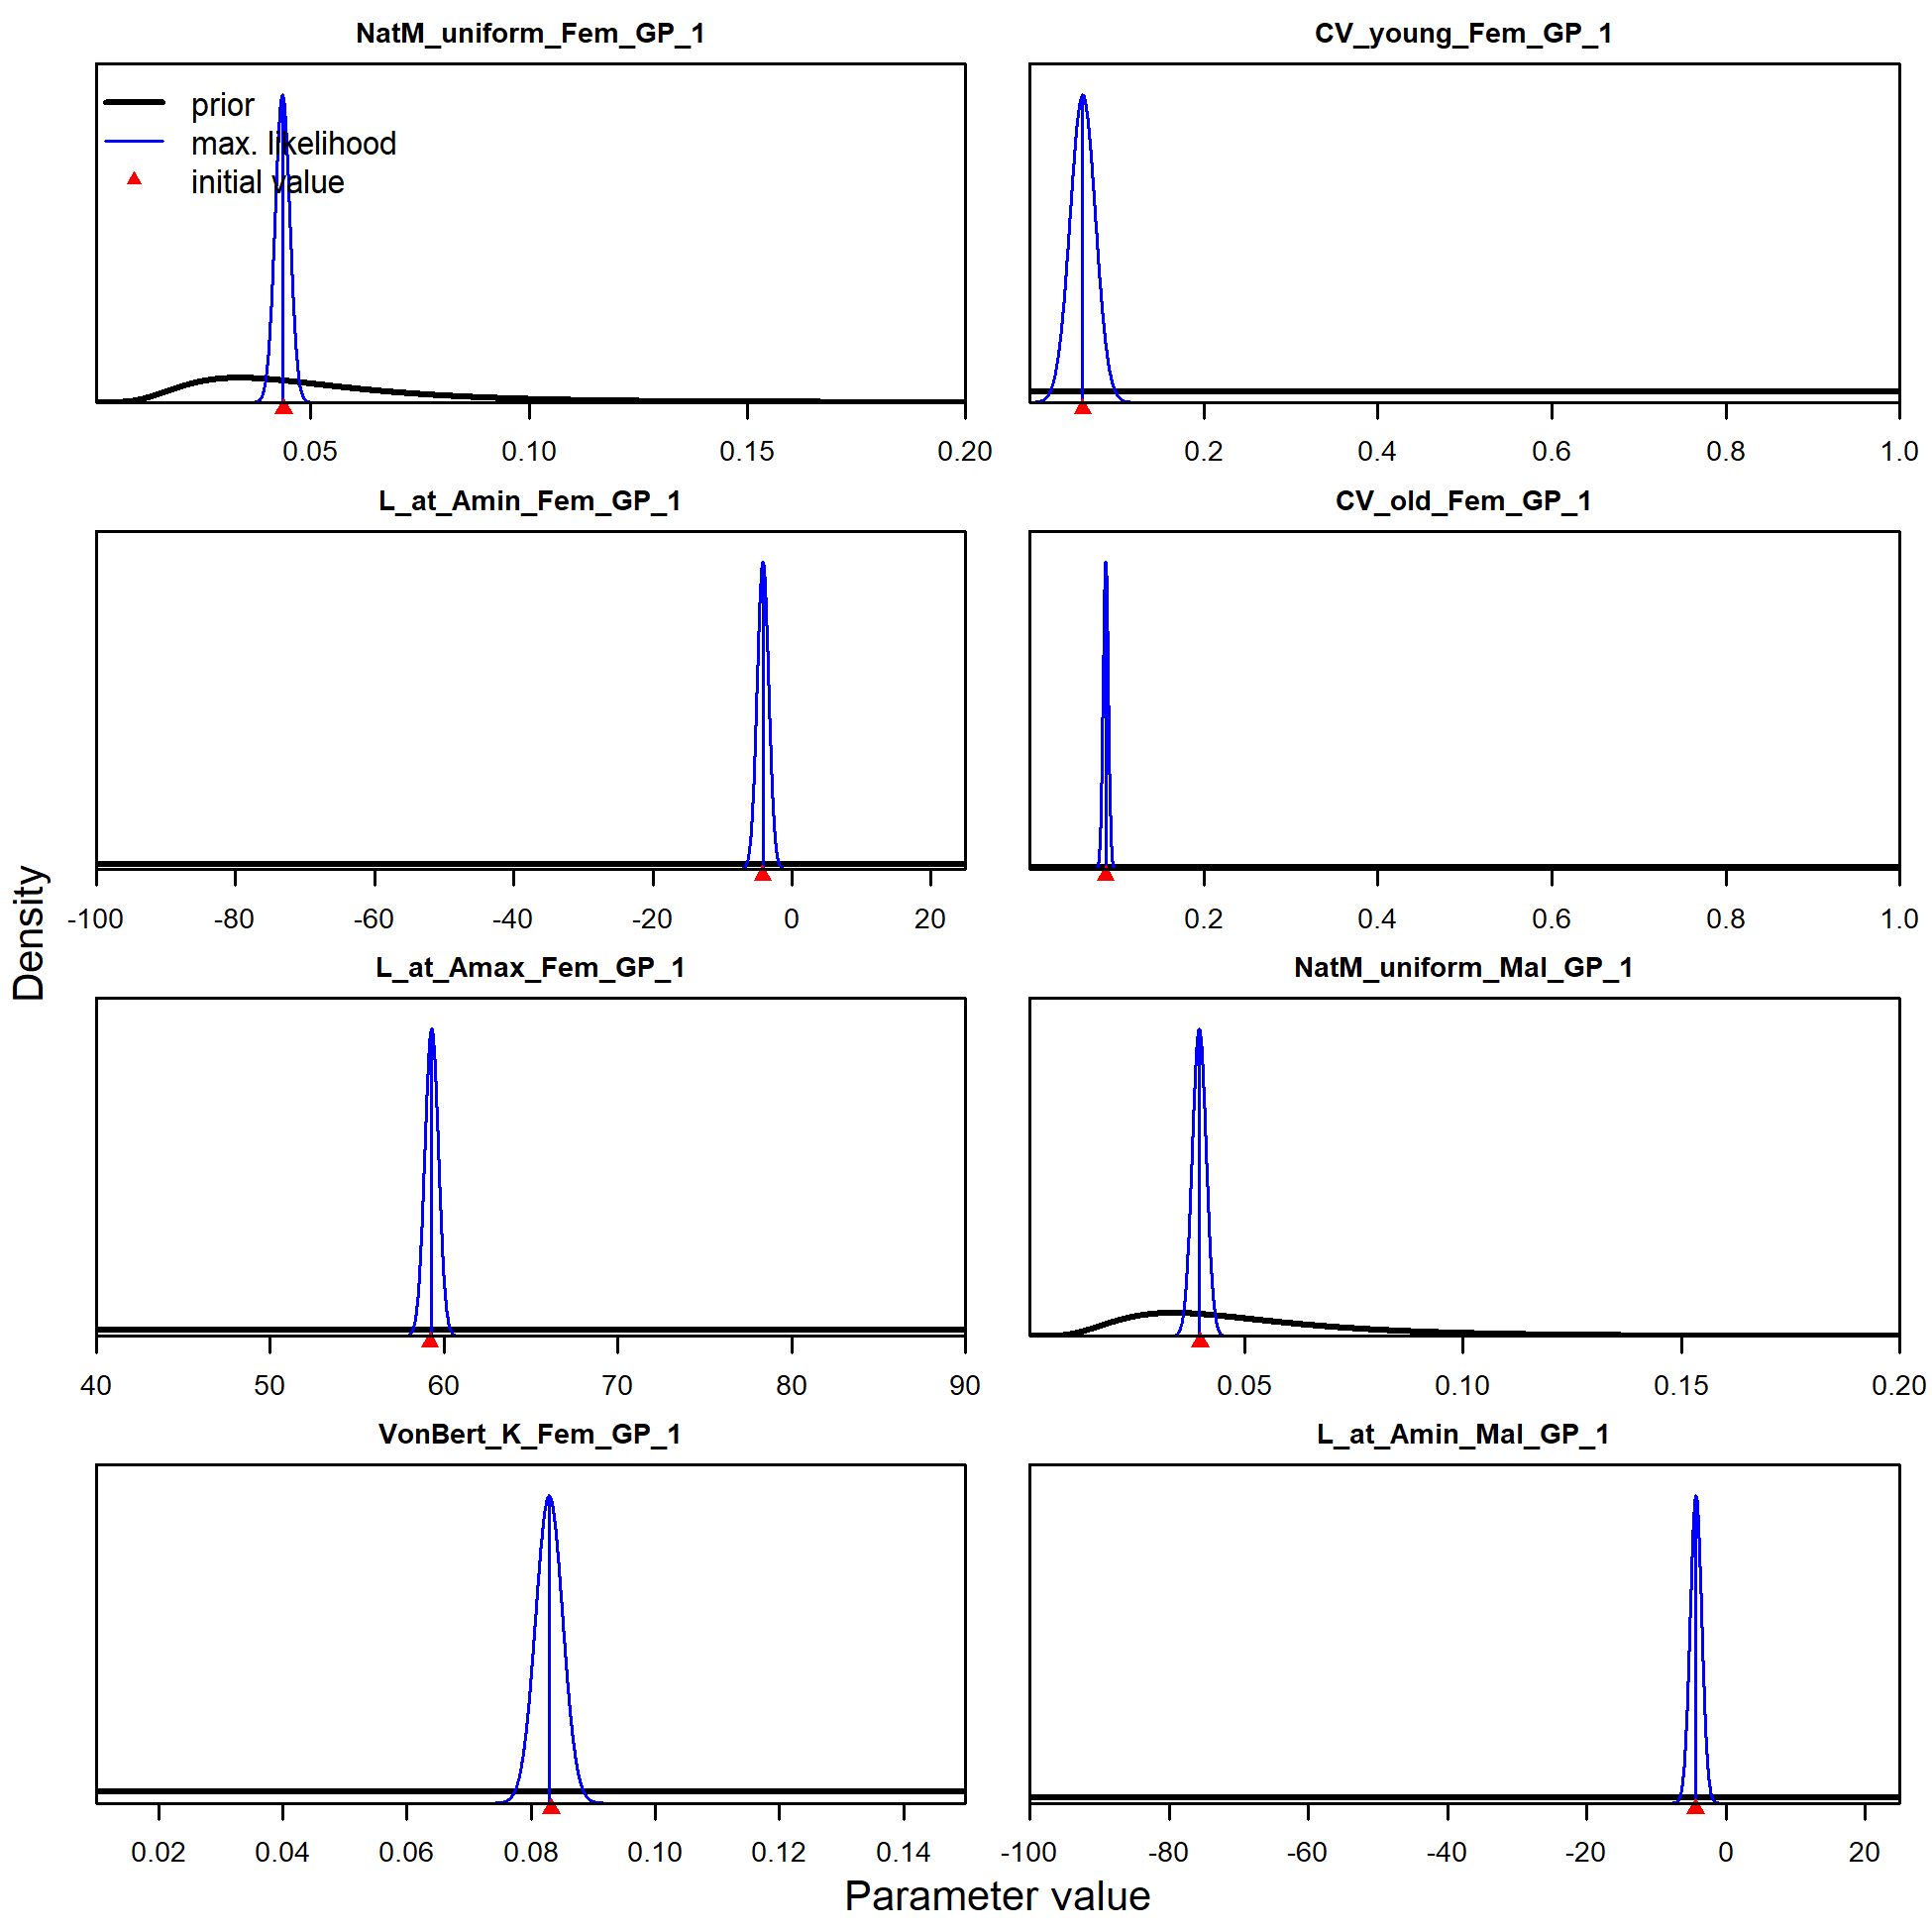 NatM_uniform_Fem_GP_1
prior
max. likelihood
initial value
0.05 0.10 0.15 0.20
CV_young_Fem_GP_1
0.2 0.4 0.6 0.8 1.0
L_at_Amin_Fem_GP_1
-100 -80 -60 -40 -20 0 20
CV_old_Fem_GP_1
0.2 0.4 0.6 0.8 1.0
L_at_Amax_Fem_GP_1
40 50 60 70 80 90
NatM_uniform_Mal_GP_1
0.05 0.10 0.15 0.20
VonBert_K_Fem_GP_1
0.02 0.04 0.06 0.08 0.10 0.12 0.14
L_at_Amin_Mal_GP_1
-100 -80 -60 -40 -20 0 20
Density
Parameter value